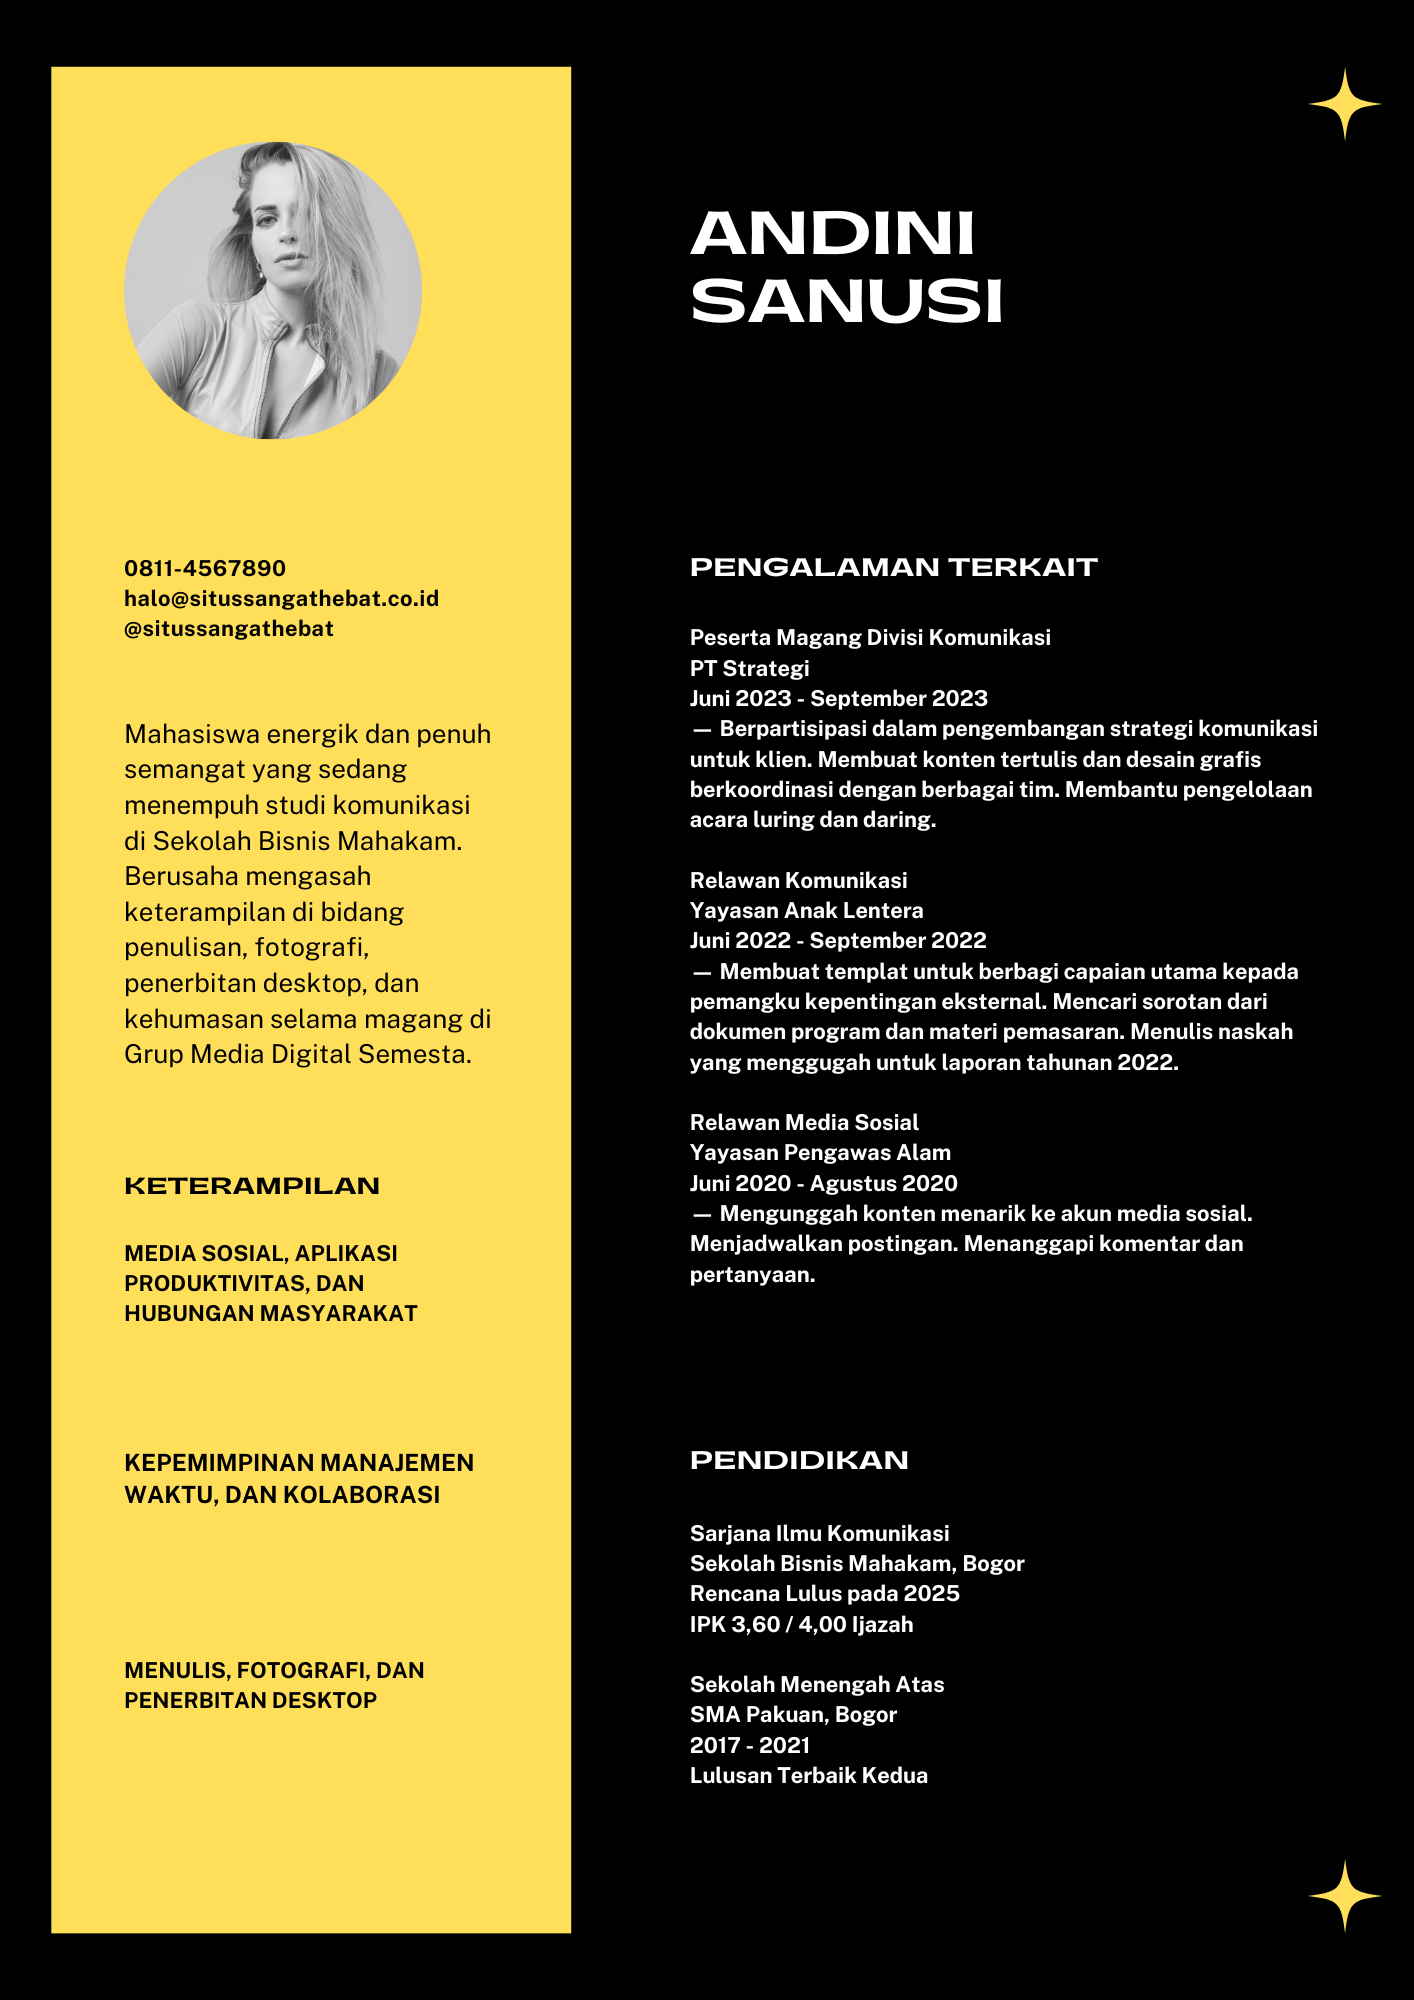 ANDINI
SANUSI
0811-4567890
halo@situssangathebat.co.id
@situssangathebat
Mahasiswa energik dan penuh
semangat yang sedang
menempuh studi komunikasi
di Sekolah Bisnis Mahakam.
Berusaha mengasah
keterampilan di bidang
penulisan, fotografi,
penerbitan desktop, dan
kehumasan selama magang di
Grup Media Digital Semesta.
KETERAMPILAN
MEDIA SOSIAL, APLIKASI
PRODUKTIVITAS, DAN
HUBUNGAN MASYARAKAT
KEPEMIMPINAN MANAJEMEN
WAKTU, DAN KOLABORASI
MENULIS, FOTOGRAFI, DAN
PENERBITAN DESKTOP
PENGALAMAN TERKAIT
Peserta Magang Divisi Komunikasi
PT Strategi
Juni 2023 - September 2023
— Berpartisipasi dalam pengembangan strategi komunikasi
untuk klien. Membuat konten tertulis dan desain grafis
berkoordinasi dengan berbagai tim. Membantu pengelolaan
acara luring dan daring.
Relawan Komunikasi
Yayasan Anak Lentera
Juni 2022 - September 2022
— Membuat templat untuk berbagi capaian utama kepada
pemangku kepentingan eksternal. Mencari sorotan dari
dokumen program dan materi pemasaran. Menulis naskah
yang menggugah untuk laporan tahunan 2022.
Relawan Media Sosial
Yayasan Pengawas Alam
Juni 2020 - Agustus 2020
— Mengunggah konten menarik ke akun media sosial.
Menjadwalkan postingan. Menanggapi komentar dan
pertanyaan.
PENDIDIKAN
Sarjana Ilmu Komunikasi
Sekolah Bisnis Mahakam, Bogor
Rencana Lulus pada 2025
IPK 3,60 / 4,00 Ijazah
Sekolah Menengah Atas
SMA Pakuan, Bogor
2017 - 2021
Lulusan Terbaik Kedua